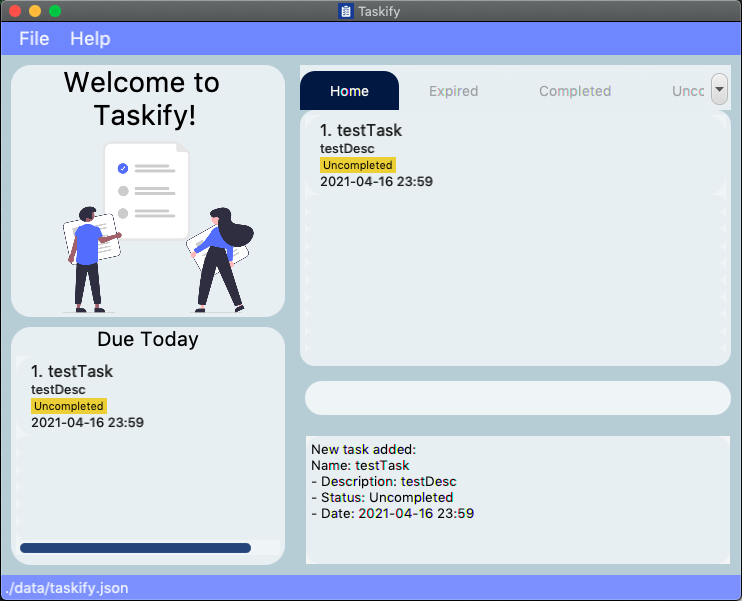 Taskify
File Help
Welcome to
Taskify!
Due Today
1. testTask
testDesc
Uncompleted
2021-04-16 23:59
Home Expired Completed Uncc
1. testTask
testDesc
Uncompleted
2021-04-16 23:59
New task added:
Name: testTask
- Description: testDesc
- Status: Uncompleted
- Date: 2021-04-16 23:59
./data/taskify.json